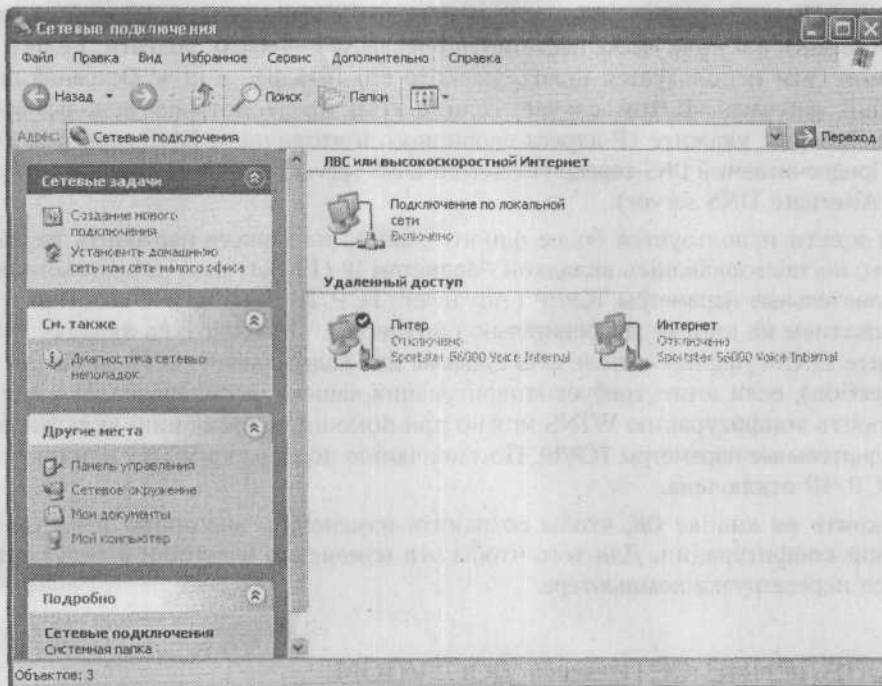 Сетевые подключения
Файл Правка Вид Избранное Сервис Дополнительно Справка
Назад Поиск Папки
Адрес: Сетевые подключения Переход
Сетевые задачи
Создание нового
подключения
Установить домашнюю
сеть или сеть малого офиса
См. также
Диагностика сетевых
неполадок
Другие места
Панель управления
Сетевое окружение
Мои документы
Мой компьютер
Подробно
Сетевые подключения
Системная папка
ЛВС или высокоскоростной Интернет
Подключение по локальной
сети
Включено
Удаленный доступ
Питер
Отключено
Sportster 56000 Voice Internal
Интернет
Отключено
Sportster 56000 Voice Internal
Объектов: 3